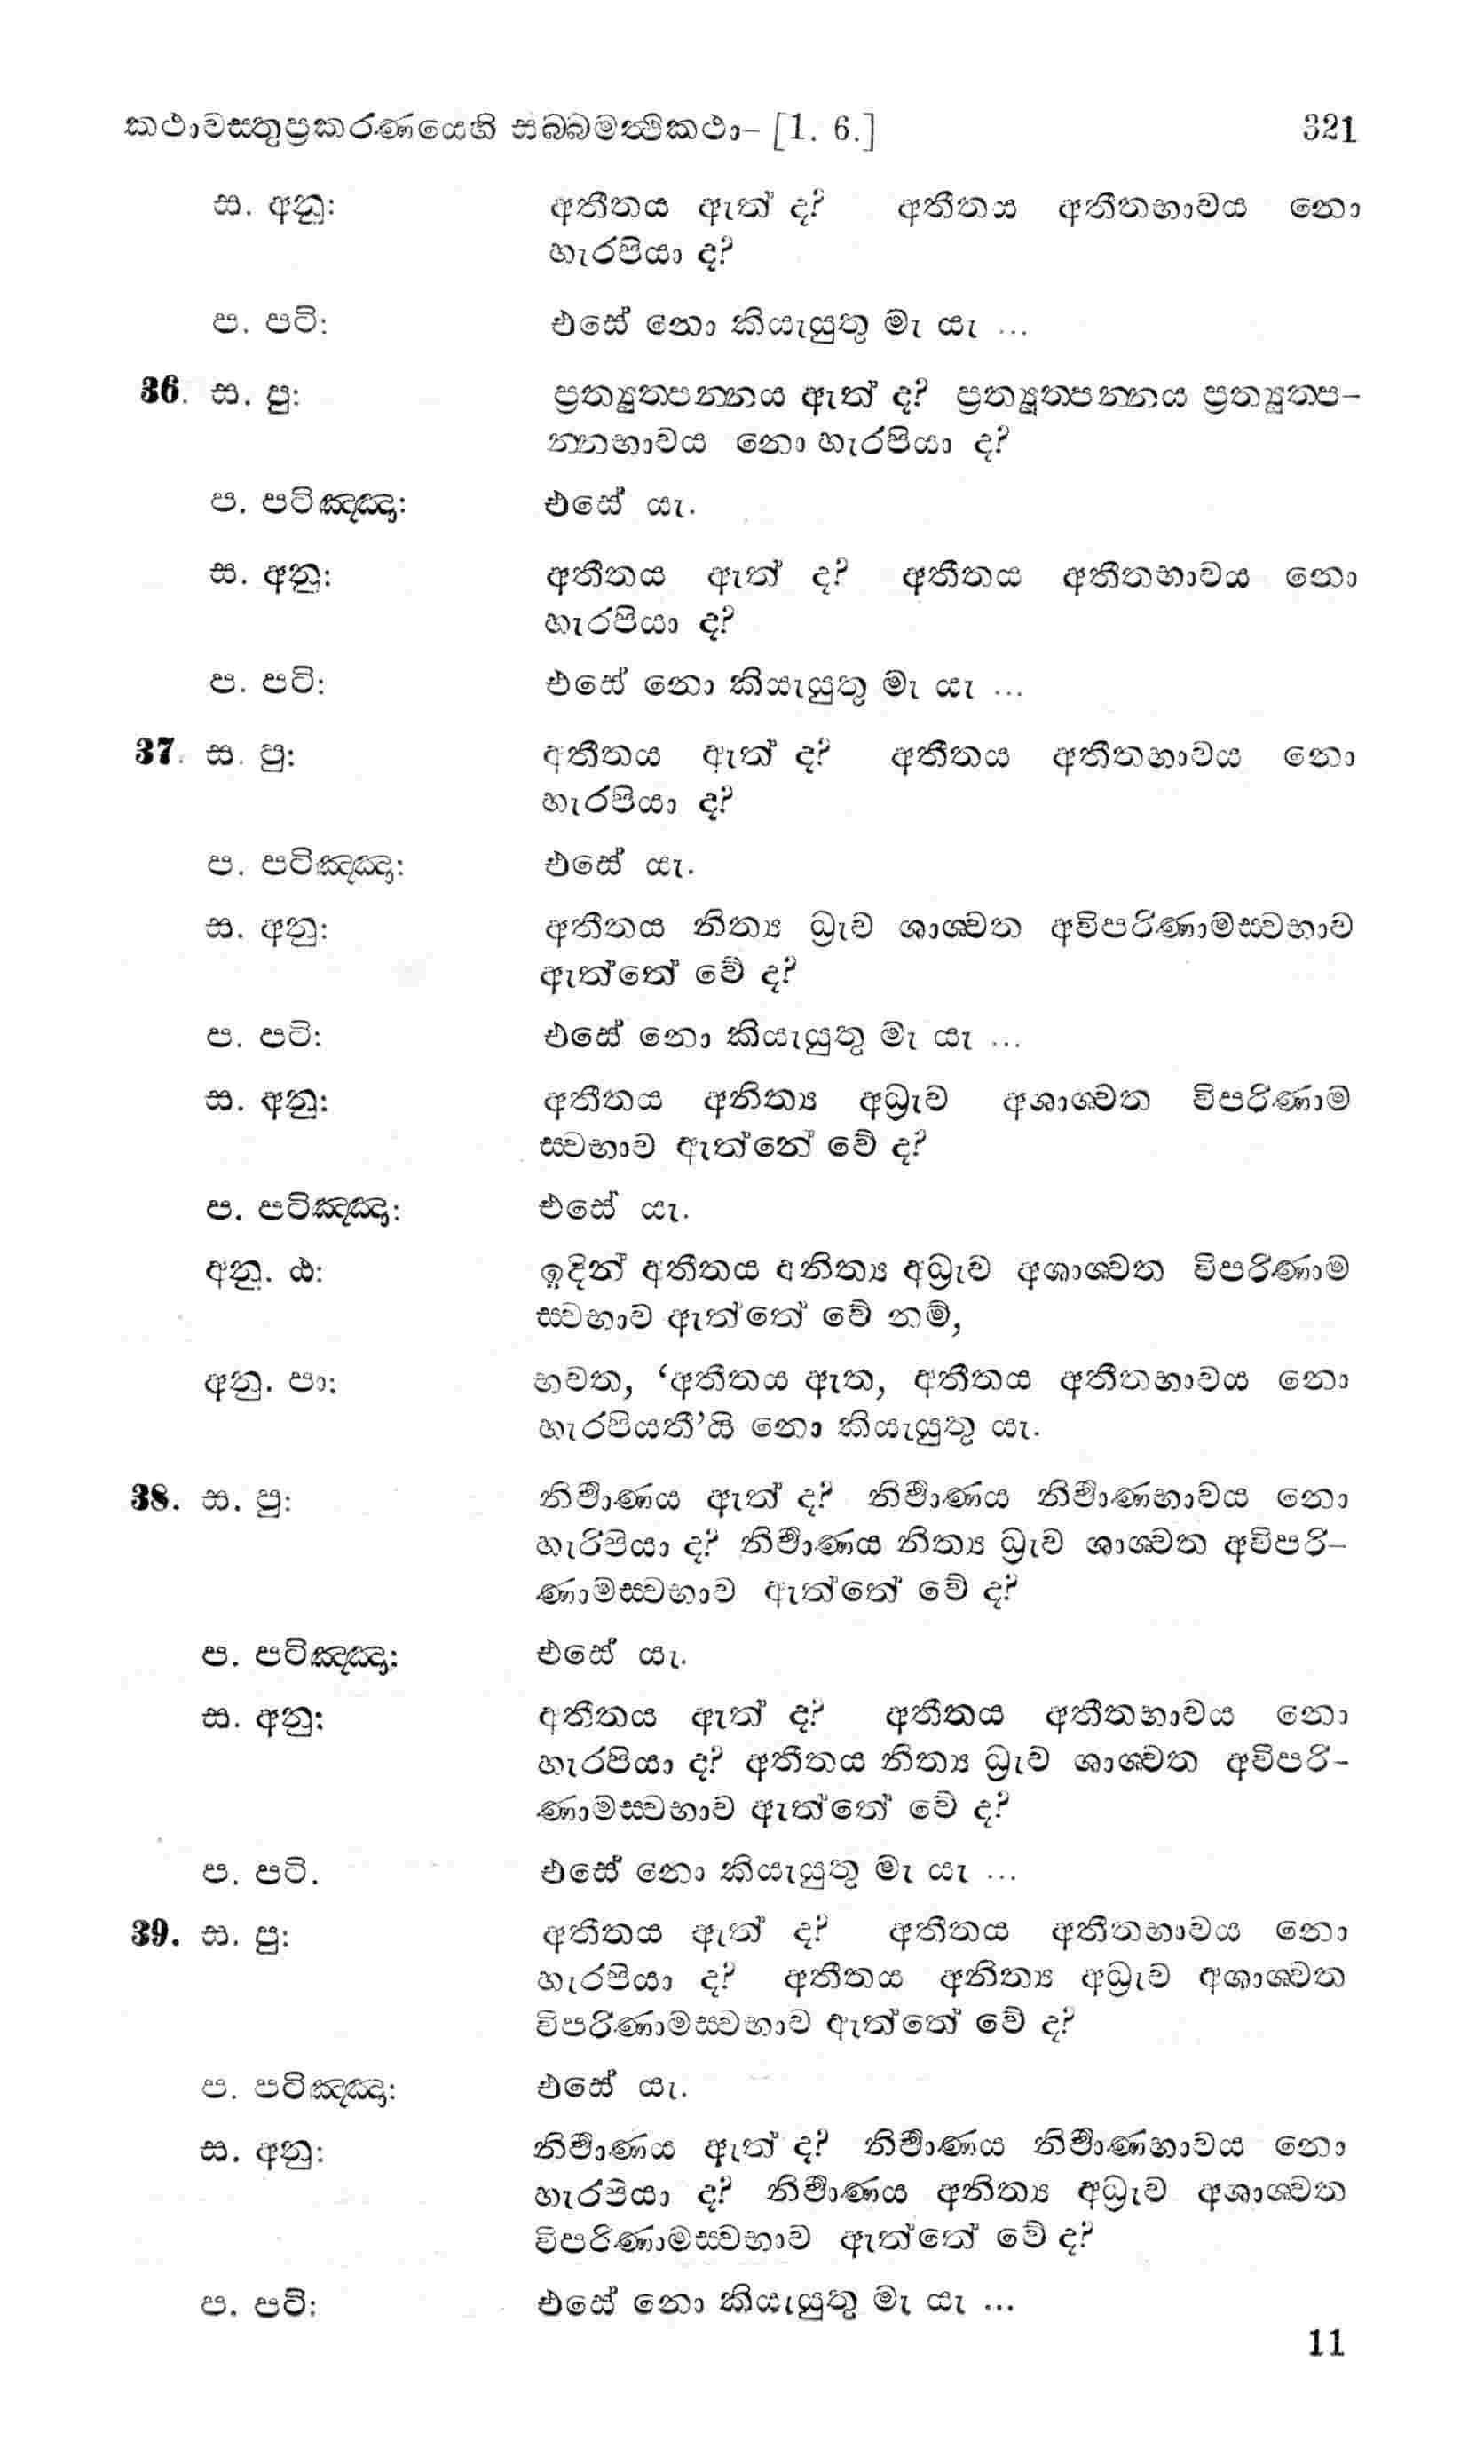 කථාවස්තුප්‍රකරණයෙහි සබ්බමත්ථිකථා- [1. 6.] 321
ස. අනු: අතීතය ඇත් ද? අතීතය අතීතභාවය නො
හැරපියා ද?
ප. පටි: එසේ නො කියැයුතු මැ යැ ...
36. ස. පු: ප්‍රත්‍යුත්පන්නය ඇත් ද? ප්‍රත්‍යුත්පන්නය ප්‍රත්‍යුත්ප-
න්නභාවය නො හැරපියා ද?
ප. පටිඤ්ඤා: එසේ යැ.
ස. අනු: අතීතය ඇත් ද? අතීතය අතීතභාවය නො
හැරපියා ද?
ප. පටි: එසේ නො කියැයුතු මැ යැ ...
37. ස. පු: අතීතය ඇත් ද? අතීතය අතීතභාවය නො
හැරපියා ද?
ප. පටිඤ්ඤා: එසේ යැ.
ස. අනු: අතීතය නිත්‍ය ධ්‍රැව ශාශ්වත අවිපරිණාමස්වභාව
ඇත්තේ වේ ද?
ප. පටි: එසේ නො කියැයුතු මැ යැ ...
ස. අනු: අතීතය අනිත්‍ය අධ්‍රැව අශාශ්වත විපරිණාම
ස්වභාව ඇත්තේ වේ ද?
ප. පටිඤ්ඤා: එසේ යැ.
අනු. ඨ: ඉදින් අතීතය අනිත්‍ය අධ්‍රැව අශාශ්වත විපරිණාම
ස්වභාව ඇත්තේ වේ නම්,
අනු. පා: භවත, ‘අතීතය ඇත, අතීතය අතීතභාවය නො
හැරපියතී’යි නො කියැයුතු යැ.
38. ස. පු: නිර්වාණය ඇත් ද? නිර්වාණය නිර්වාණභාවය නො
හැරිපියා ද? නිර්වාණය නිත්‍ය ධ්‍රැව ශාශ්වත අවිපරි-
ණාමස්වභාව ඇත්තේ වේ ද?
ප. පටිඤ්ඤා: එසේ යැ.
ස. අනු: අතීතය ඇත් ද? අතීතය අතීතභාවය නො
හැරපියා ද? අතීතය නිත්‍ය ධ්‍රැව ශාශ්වත අවිපරි-
ණාමස්වභාව ඇත්තේ වේ ද?
ප. පටි. එසේ නො කියැයුතු මැ යැ ...
39. ස. පු: අතීතය ඇත් ද? අතීතය අතීතභාවය නො
හැරපියා ද? අතීතය අනිත්‍ය අධ්‍රැව අශාශ්වත
විපරිණාමස්වභාව ඇත්තේ වේ ද?
ප. පටිඤ්ඤා: එසේ යැ.
ස. අනු: නිර්වාණය ඇත් ද? නිර්වාණය නිර්වාණභාවය නො
හැරපියා ද? නිර්වාණය අනිත්‍ය අධ්‍රැව අශාශ්වත
විපරිණාමස්වභාව ඇත්තේ වේ ද?
ප. පටි: එසේ නො කියැයුතු මැ යැ ...
11